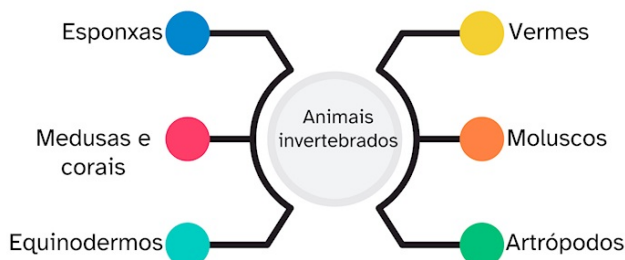 Esponxas
Vermes
Animais
invertebrados
Medusas e
corais
Moluscos
Equinodermos
Artrópodos